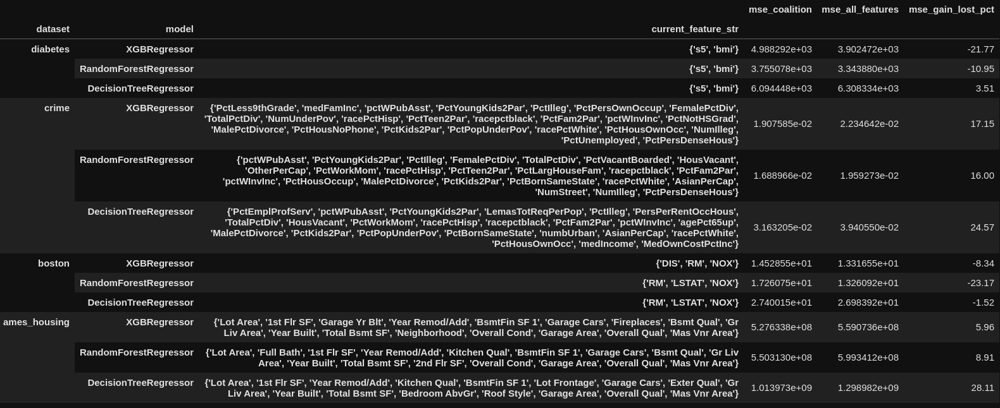 mse_coalition mse_all_features mse_gain_lost_pct
dataset model current_feature_str
diabetes XGBRegressor {'s5', 'bmi'} 4.988292e+03 3.902472e+03 -21.77
RandomForestRegressor {'s5', 'bmi'} 3.755078e+03 3.343880e+03 -10.95
DecisionTreeRegressor {'s5', 'bmi'} 6.094448e+03 6.308334e+03 3.51
crime XGBRegressor {'PctLess9thGrade', 'medFamInc', 'pctWPubAsst', 'PctYoungKids2Par', 'PctIlleg', 'PctPersOwnOccup', 'FemalePctDiv',
'TotalPctDiv', 'NumUnderPov', 'racePctHisp', 'PctTeen2Par', 'racepctblack', 'PctFam2Par', 'pctWInvInc', 'PctNotHSGrad',
'MalePctDivorce', 'PctHousNoPhone', 'PctKids2Par', 'PctPopUnderPov', 'racePctWhite', 'PctHousOwnOcc', 'NumIlleg',
'PctUnemployed', 'PctPersDenseHous'}
1.907585e-02 2.234642e-02 17.15
RandomForestRegressor {'pctWPubAsst', 'PctYoungKids2Par', 'PctIlleg', 'FemalePctDiv', 'TotalPctDiv', 'PctVacantBoarded', 'HousVacant',
'OtherPerCap', 'PctWorkMom', 'racePctHisp', 'PctTeen2Par', 'PctLargHouseFam', 'racepctblack', 'PctFam2Par',
'pctWInvInc', 'PctHousOccup', 'MalePctDivorce', 'PctKids2Par', 'PctBornSameState', 'racePctWhite', 'AsianPerCap',
'NumStreet', 'NumIlleg', 'PctPersDenseHous'}
1.688966e-02 1.959273e-02 16.00
DecisionTreeRegressor {'PctEmplProfServ', 'pctWPubAsst', 'PctYoungKids2Par', 'LemasTotReqPerPop', 'PctIlleg', 'PersPerRentOccHous',
'TotalPctDiv', 'HousVacant', 'PctWorkMom', 'racePctHisp', 'racepctblack', 'PctFam2Par', 'pctWInvInc', 'agePct65up',
'MalePctDivorce', 'PctKids2Par', 'PctPopUnderPov', 'PctBornSameState', 'numbUrban', 'AsianPerCap', 'racePctWhite',
'PctHousOwnOcc', 'medIncome', 'MedOwnCostPctInc'}
3.163205e-02 3.940550e-02 24.57
boston XGBRegressor {'DIS', 'RM', 'NOX'} 1.452855e+01 1.331655e+01 -8.34
RandomForestRegressor {'RM', 'LSTAT', 'NOX'} 1.726075e+01 1.326092e+01 -23.17
DecisionTreeRegressor {'RM', 'LSTAT', 'NOX'} 2.740015e+01 2.698392e+01 -1.52
ames_housing XGBRegressor {'Lot Area', '1st Flr SF', 'Garage Yr Blt', 'Year Remod/Add', 'BsmtFin SF 1', 'Garage Cars', 'Fireplaces', 'Bsmt Qual', 'Gr
Liv Area', 'Year Built', 'Total Bsmt SF', 'Neighborhood', 'Overall Cond', 'Garage Area', 'Overall Qual', 'Mas Vnr Area'}
5.276338e+08 5.590736e+08 5.96
RandomForestRegressor {'Lot Area', 'Full Bath', '1st Flr SF', 'Year Remod/Add', 'Kitchen Qual', 'BsmtFin SF 1', 'Garage Cars', 'Bsmt Qual', 'Gr Liv
Area', 'Year Built', 'Total Bsmt SF', '2nd Flr SF', 'Overall Cond', 'Garage Area', 'Overall Qual', 'Mas Vnr Area'}
5.503130e+08 5.993412e+08 8.91
DecisionTreeRegressor {'Lot Area', '1st Flr SF', 'Year Remod/Add', 'Kitchen Qual', 'BsmtFin SF 1', 'Lot Frontage', 'Garage Cars', 'Exter Qual', 'Gr
Liv Area', 'Year Built', 'Total Bsmt SF', 'Bedroom AbvGr', 'Roof Style', 'Garage Area', 'Overall Qual', 'Mas Vnr Area'}
1.013973e+09 1.298982e+09 28.11